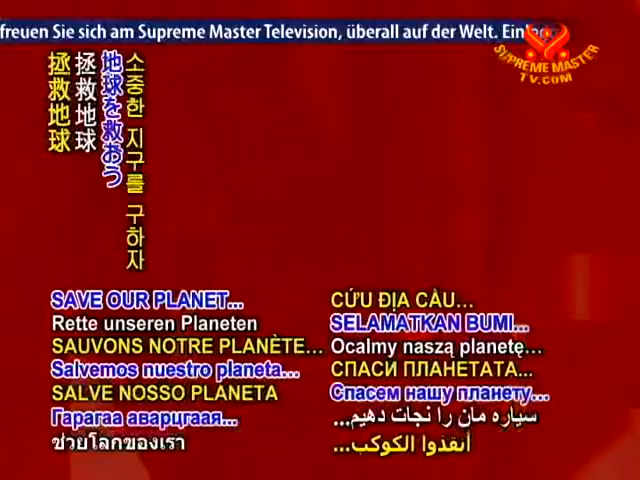 freuen Sie sich am Supreme Master Television, überall auf der Welt.
SUPREME MASTER
TV.COM
拯救地球
拯救地球
地球を救おう
소중한 지구를 구하자
SAVE OUR PLANET...
Rette unseren Planeten
SAUVONS NOTRE PLANÈTE...
Salvemos nuestro planeta...
SALVE NOSSO PLANETA
Гарагаа аварцгаая...
ช่วยโลกของเรา
CỨU ĐỊA CẦU...
SELAMATKAN BUMI...
Ocalmy naszą planetę...
СПАСИ ПЛАНЕТАТА...
Спасем нашу планету...
سیاره مان را نجات دهیم...
أنقذوا الكوكب...